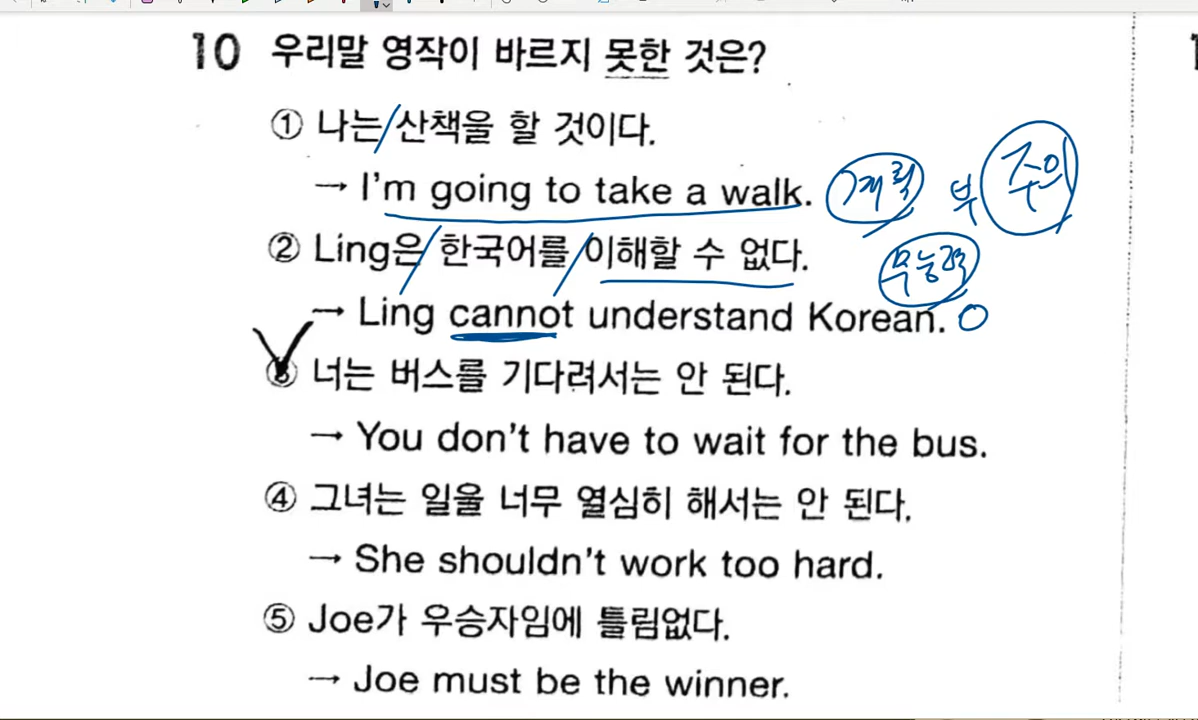 10 우리말 영작이 바르지 못한 것은?
① 나는 산책을 할 것이다.
→ I'm going to take a walk. 계획 부 주의
② Ling은 한국어를 이해할 수 없다. 무능력
→ Ling cannot understand Korean.
③ 너는 버스를 기다려서는 안 된다.
→ You don't have to wait for the bus.
④ 그녀는 일을 너무 열심히 해서는 안 된다.
→ She shouldn't work too hard.
⑤ Joe가 우승자임에 틀림없다.
→ Joe must be the winner.